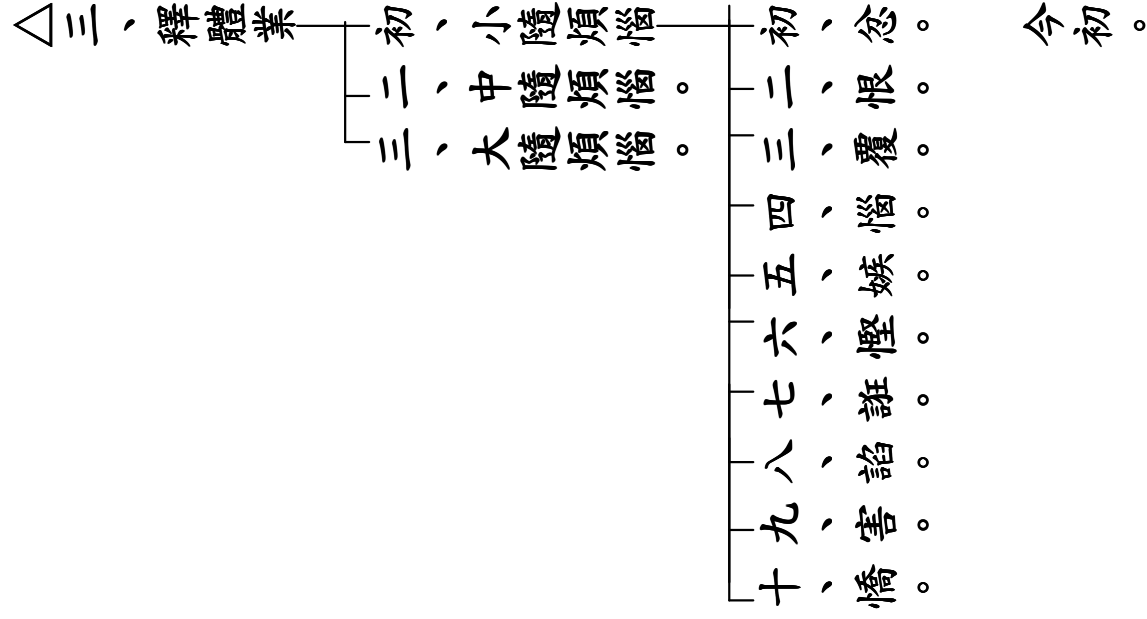 △三、釋體業
初、小隨煩惱
二、中隨煩惱。
三、大隨煩惱。
初、忿。
二、恨。
三、覆。
四、惱。
五、嫉。
六、慳。
七、誑。
八、諂。
九、害。
十、憍。
今初。